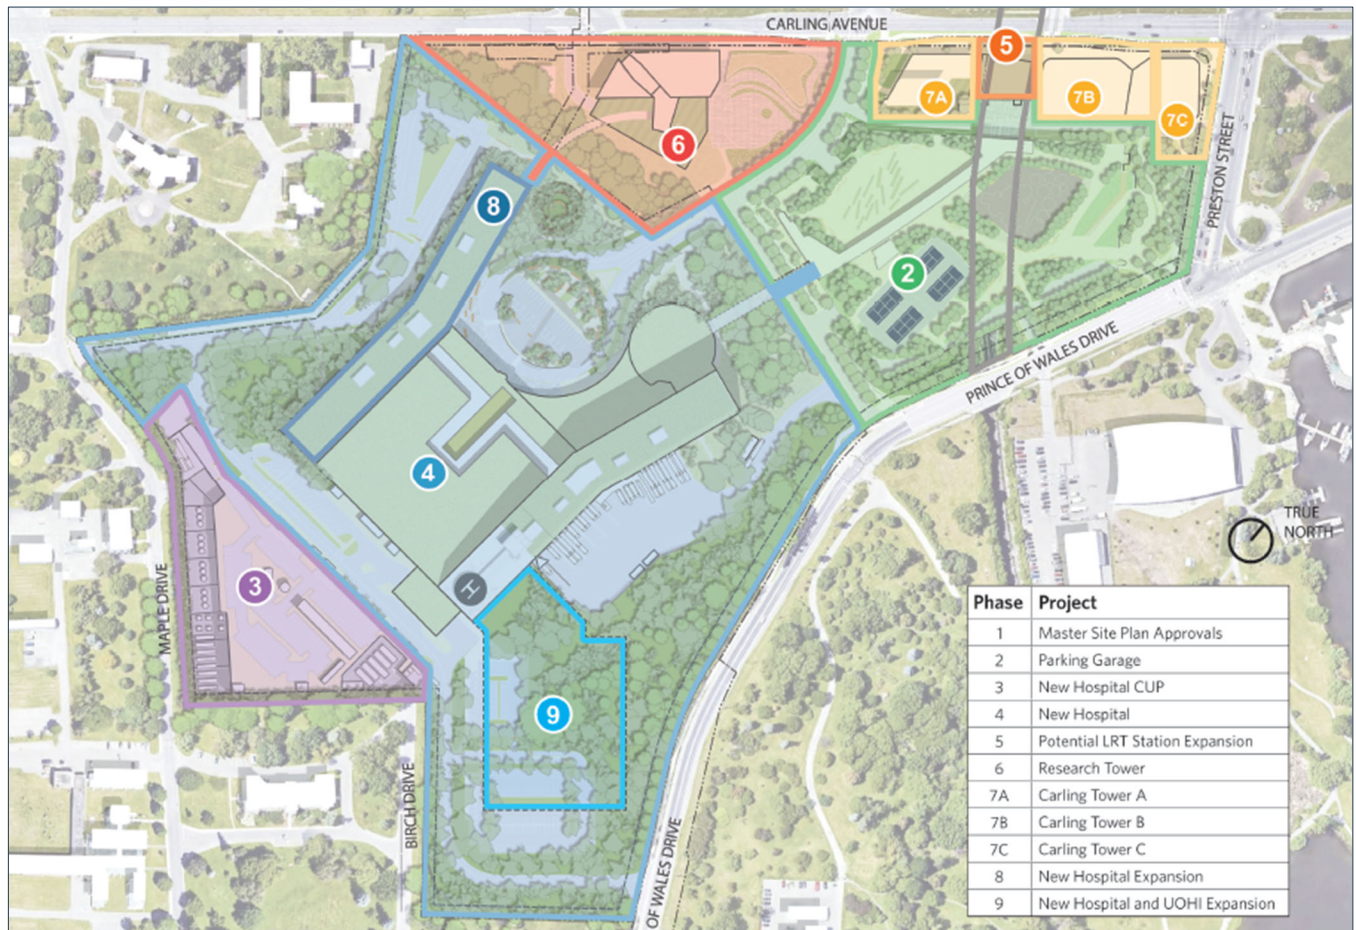 CARLING AVENUE
5
7A
7B
7C
6
PRESTON STREET
8
2
PRINCE OF WALES DRIVE
4
TRUE
NORTH
3
H
MAPLE DRIVE
9
BIRCH DRIVE
OF WALES DRIVE
Phase Project
1 Master Site Plan Approvals
2 Parking Garage
3 New Hospital CUP
4 New Hospital
5 Potential LRT Station Expansion
6 Research Tower
7A Carling Tower A
7B Carling Tower B
7C Carling Tower C
8 New Hospital Expansion
9 New Hospital and UOHI Expansion